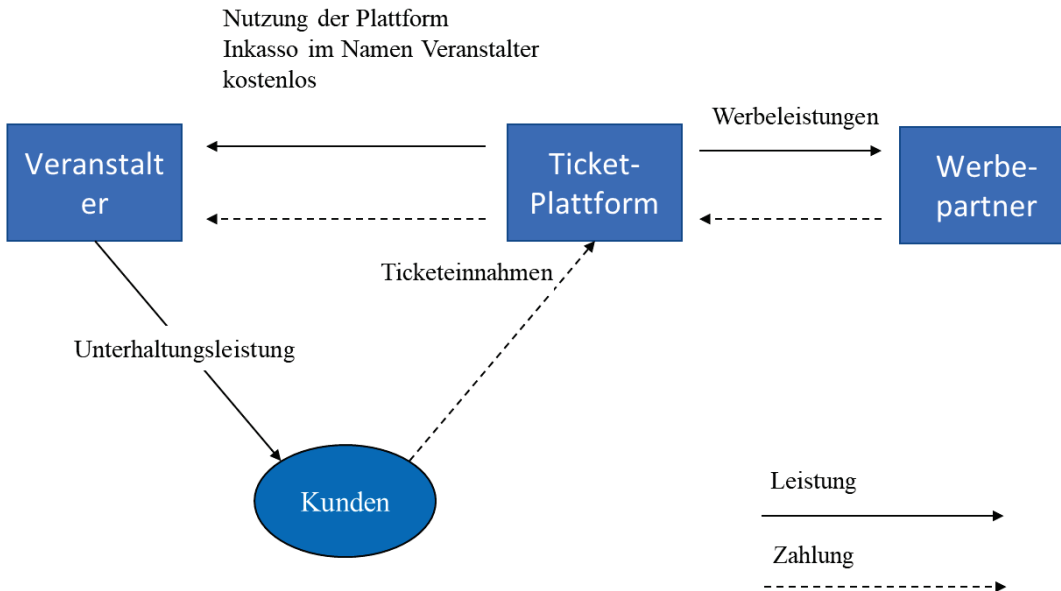 Nutzung der Plattform
Inkasso im Namen Veranstalter
kostenlos
Werbeleistungen
Veranstalt
er
Ticket-
Plattform
Werbe-
partner
Ticketeinnahmen
Unterhaltungsleistung
Kunden
Leistung
Zahlung